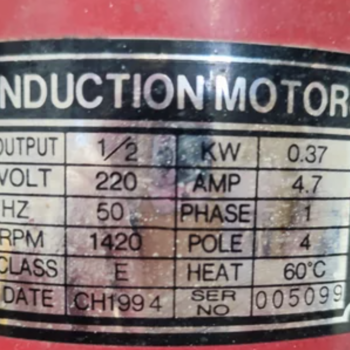 INDUCTION MOTOR
OUTPUT 1/2 KW 0.37
VOLT 220 AMP 4.7
HZ 50 PHASE 1
RPM 1420 POLE 4
CLASS E HEAT 60°C
DATE CH1994 SER NO 005099